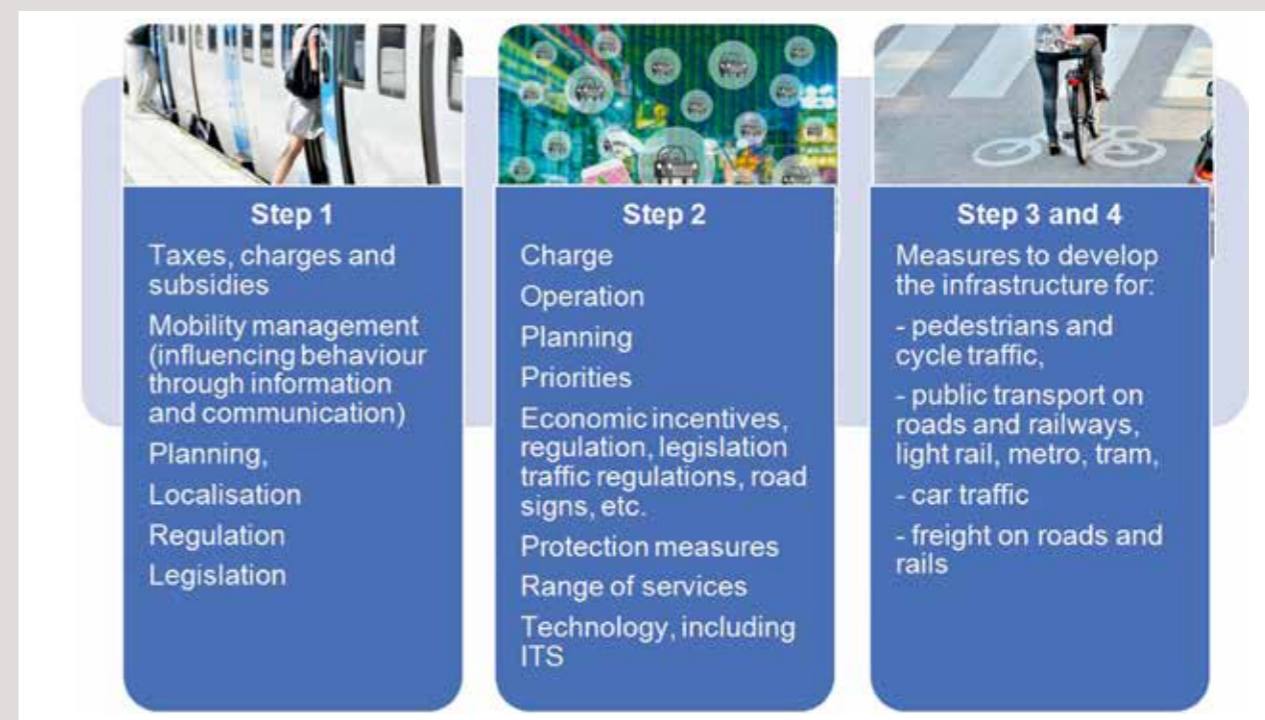 Step 1
Taxes, charges and
subsidies
Mobility management
(influencing behaviour
through information
and communication)
Planning,
Localisation
Regulation
Legislation
Step 2
Charge
Operation
Planning
Priorities
Economic incentives,
regulation, legislation
traffic regulations, road
signs, etc.
Protection measures
Range of services
Technology, including
ITS
Step 3 and 4
Measures to develop
the infrastructure for:
- pedestrians and
cycle traffic,
- public transport on
roads and railways,
light rail, metro, tram,
- car traffic
- freight on roads and
rails